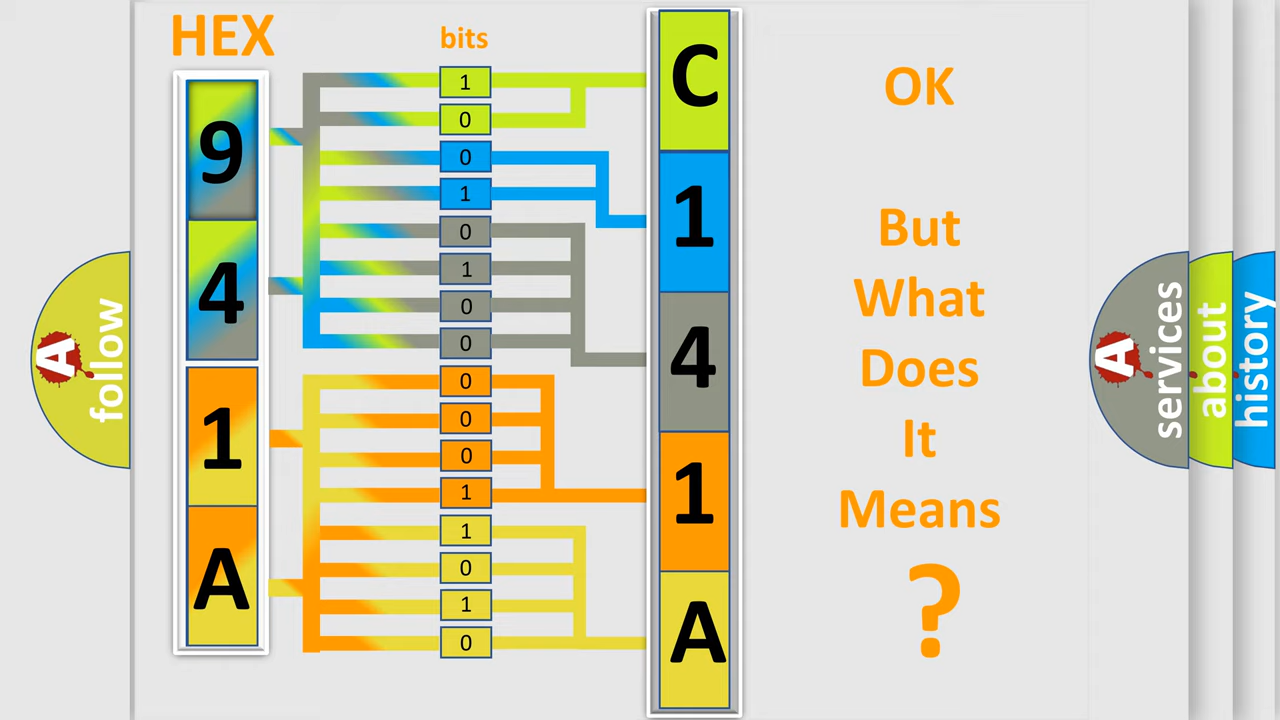 HEX
bits
9
4
1
A
1
0
0
1
0
1
0
0
0
0
0
1
1
0
1
0
C
1
4
1
A
OK
But
What
Does
It
Means
?
A
follow
A
services
about
history